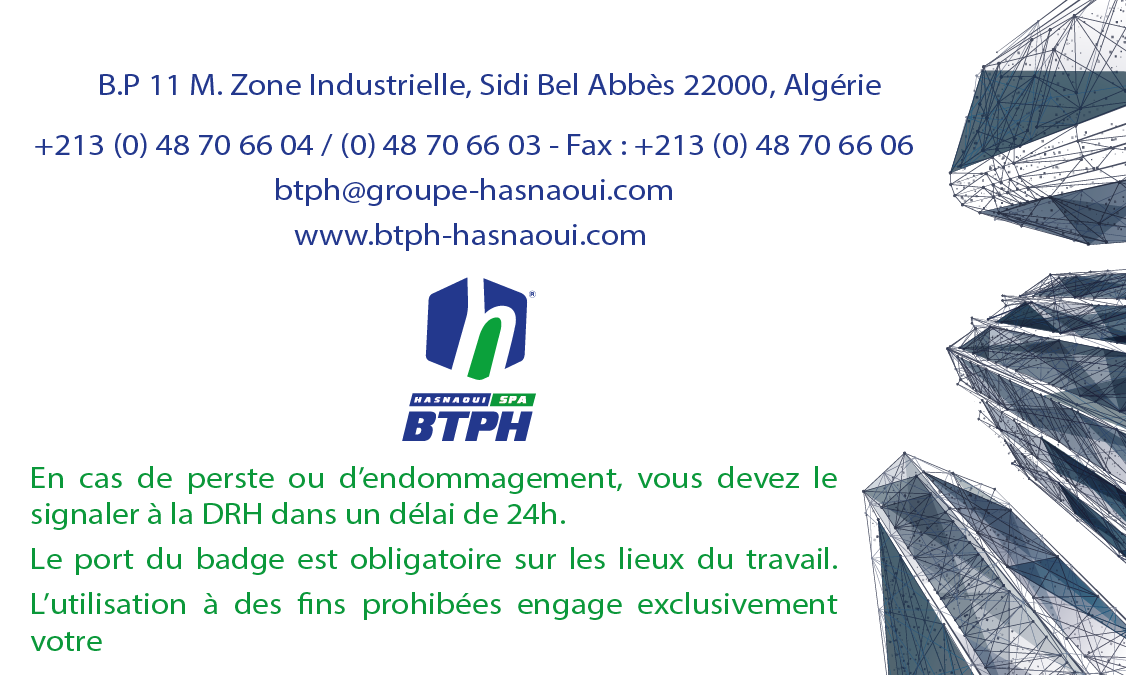 B.P 11 M. Zone Industrielle, Sidi Bel Abbès 22000, Algérie
+213 (0) 48 70 66 04 / (0) 48 70 66 03 - Fax : +213 (0) 48 70 66 06
btph@groupe-hasnaoui.com
www.btph-hasnaoui.com
®
HASNAOUI SPA
BTPH
En cas de perste ou d’endommagement, vous devez le
signaler à la DRH dans un délai de 24h.
Le port du badge est obligatoire sur les lieux du travail.
L’utilisation à des fins prohibées engage exclusivement
votre